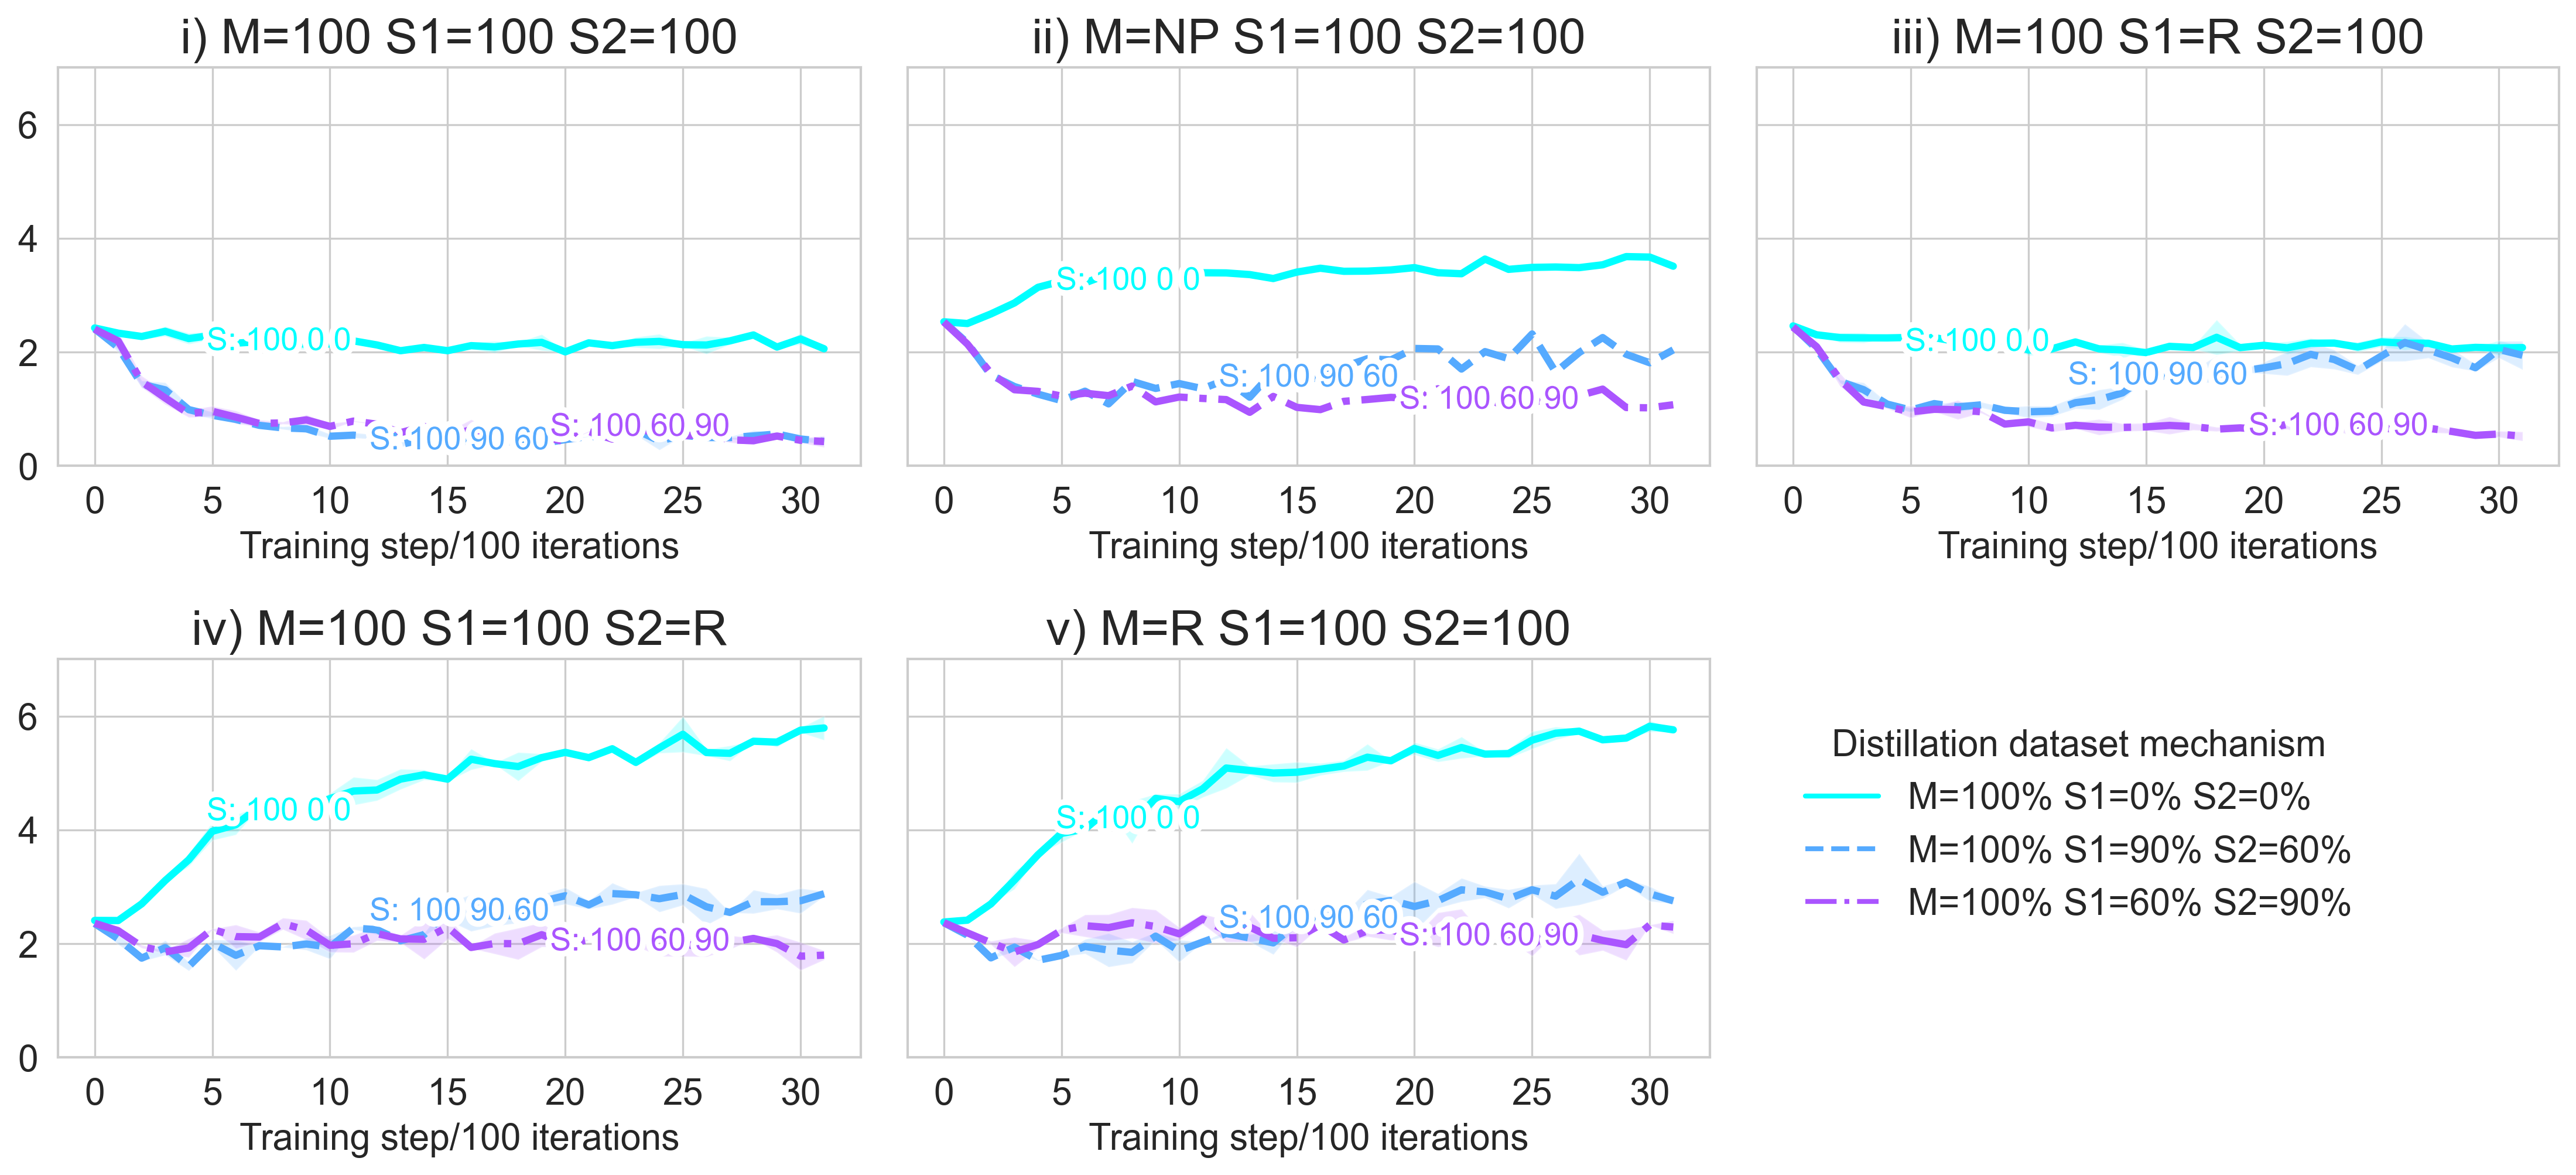 i) M=100 S1=100 S2=100
ii) M=NP S1=100 S2=100
iii) M=100 S1=R S2=100
6
4
2
0
S: 100 0 0
S: 100 90 60
S: 100 60 90
S: 100 0 0
S: 100 90 60
S: 100 60 90
S: 100 0 0
S: 100 90 60
S: 100 60 90
0 5 10 15 20 25 30
0 5 10 15 20 25 30
0 5 10 15 20 25 30
Training step/100 iterations
Training step/100 iterations
Training step/100 iterations
iv) M=100 S1=100 S2=R
v) M=R S1=100 S2=100
6
4
2
0
S: 100 0 0
S: 100 90 60
S: 100 60 90
S: 100 0 0
S: 100 90 60
S: 100 60 90
0 5 10 15 20 25 30
0 5 10 15 20 25 30
Training step/100 iterations
Training step/100 iterations
Distillation dataset mechanism
M=100% S1=0% S2=0%
M=100% S1=90% S2=60%
M=100% S1=60% S2=90%